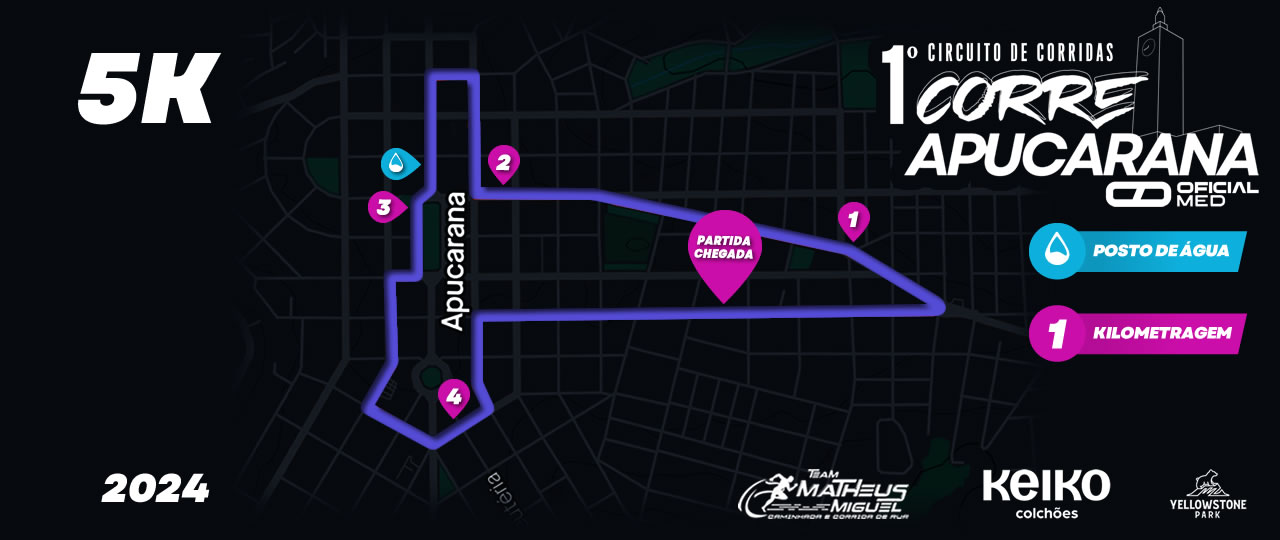 5K
1º CIRCUITO DE CORRIDAS
CORRE
APUCARANA
OFICIAL
MED
2
3
1
PARTIDA
CHEGADA
Apucarana
4
POSTO DE ÁGUA
1 KILOMETRAGEM
2024
TEAM
MATHEUS
MIGUEL
CAMINHADA E CORRIDA DE RUA
KEIKO
colchões
YELLOWSTONE
PARK